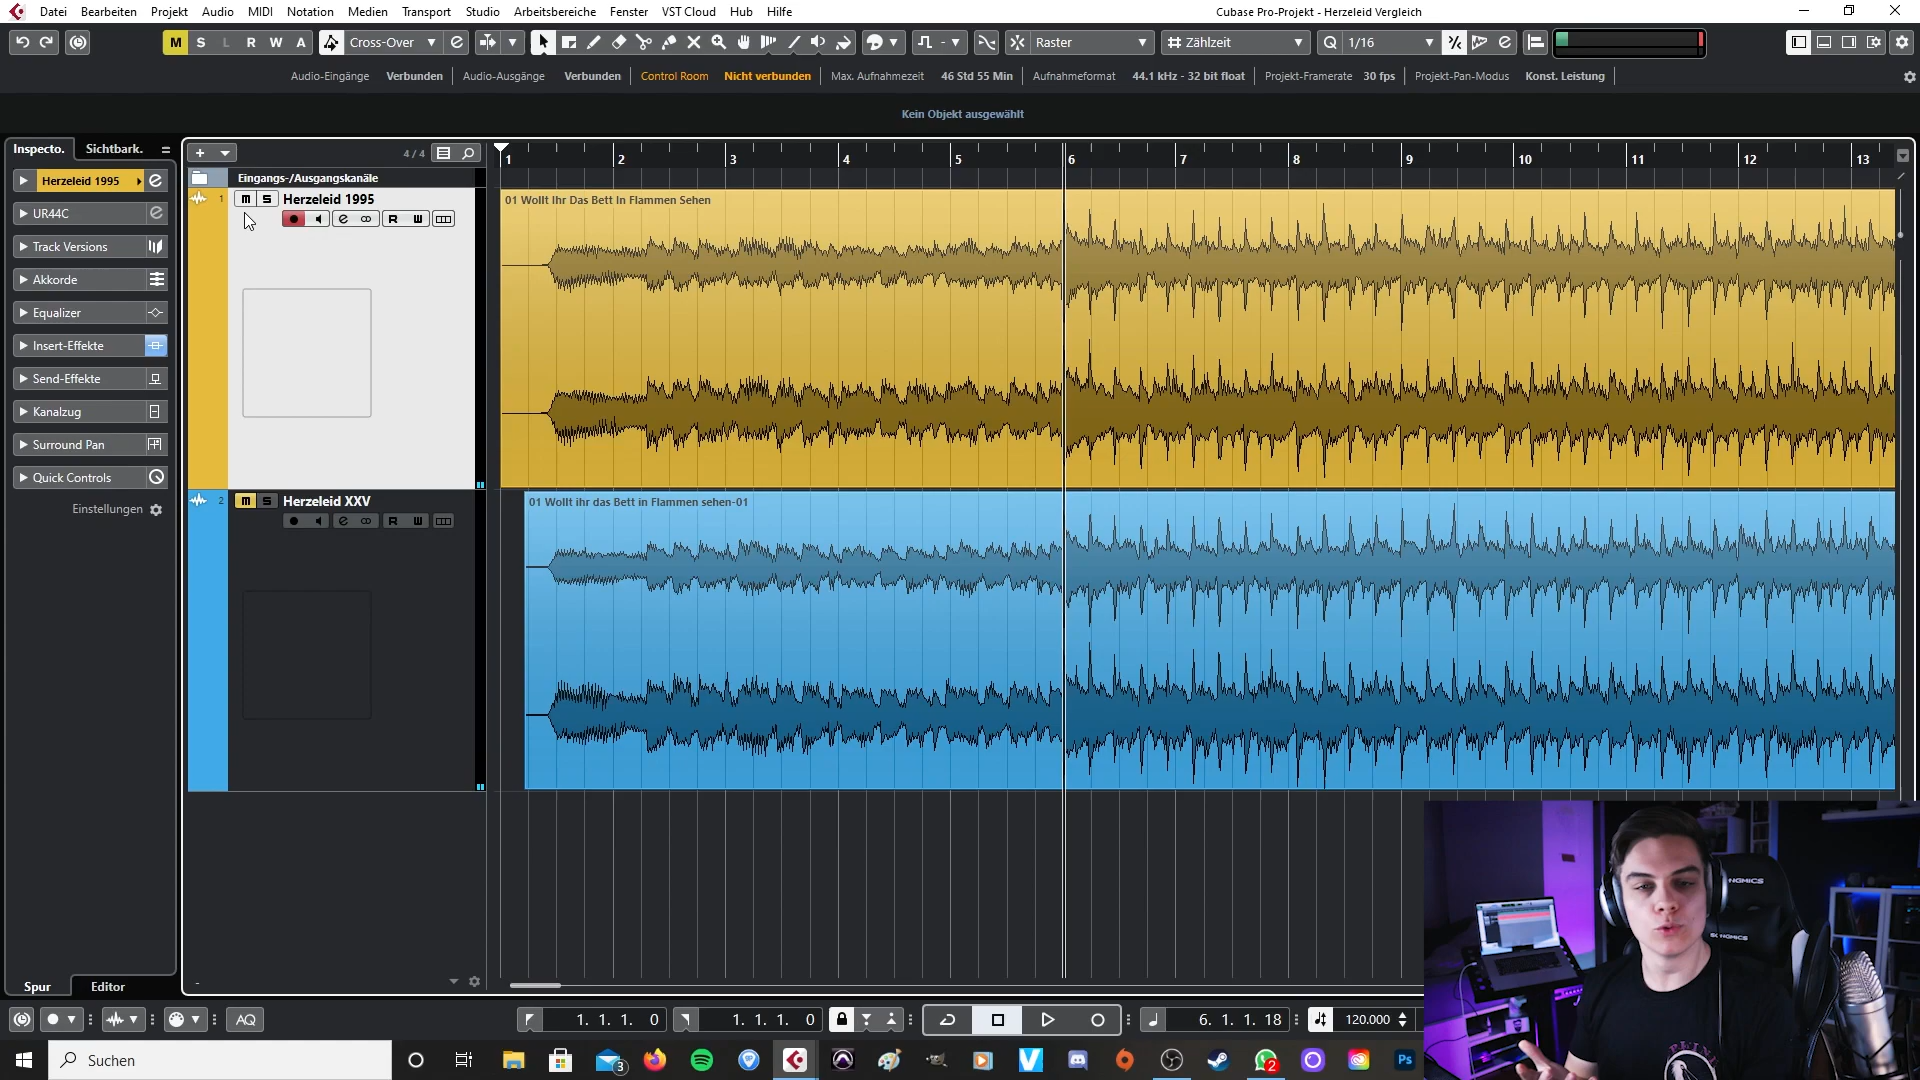 Datei Bearbeiten Projekt Audio MIDI Notation Medien Transport Studio Arbeitsbereiche Fenster VST Cloud Hub Hilfe
Cubase Pro-Projekt - Herzeleid Vergleich
M S L R W A Cross-Over Raster Zählzeit Q 1/16
Audio-Eingänge Verbunden Audio-Ausgänge Verbunden Control Room Nicht verbunden Max. Aufnahmezeit 46 Std 55 Min Aufnahmeformat 44.1 kHz - 32 bit float Projekt-Framerate 30 fps Projekt-Pan-Modus Konst. Leistung
Kein Objekt ausgewählt
Inspecto. Sichtbark.
4 / 4
1 2 3 4 5 6 7 8 9 10 11 12 13
Eingangs-/Ausgangskanäle
Herzeleid 1995
UR44C
Track Versions
Akkorde
Equalizer
Insert-Effekte
Send-Effekte
Kanalzug
Surround Pan
Quick Controls
Einstellungen
1 m S Herzeleid 1995
R W
01 Wollt Ihr Das Bett In Flammen Sehen
2 m S Herzeleid XXV
R W
01 Wollt ihr das Bett in Flammen sehen-01
Spur Editor
AQ
1. 1. 1. 0
1. 1. 1. 0
6. 1. 1. 18
120.000
Suchen
3
2
Ps